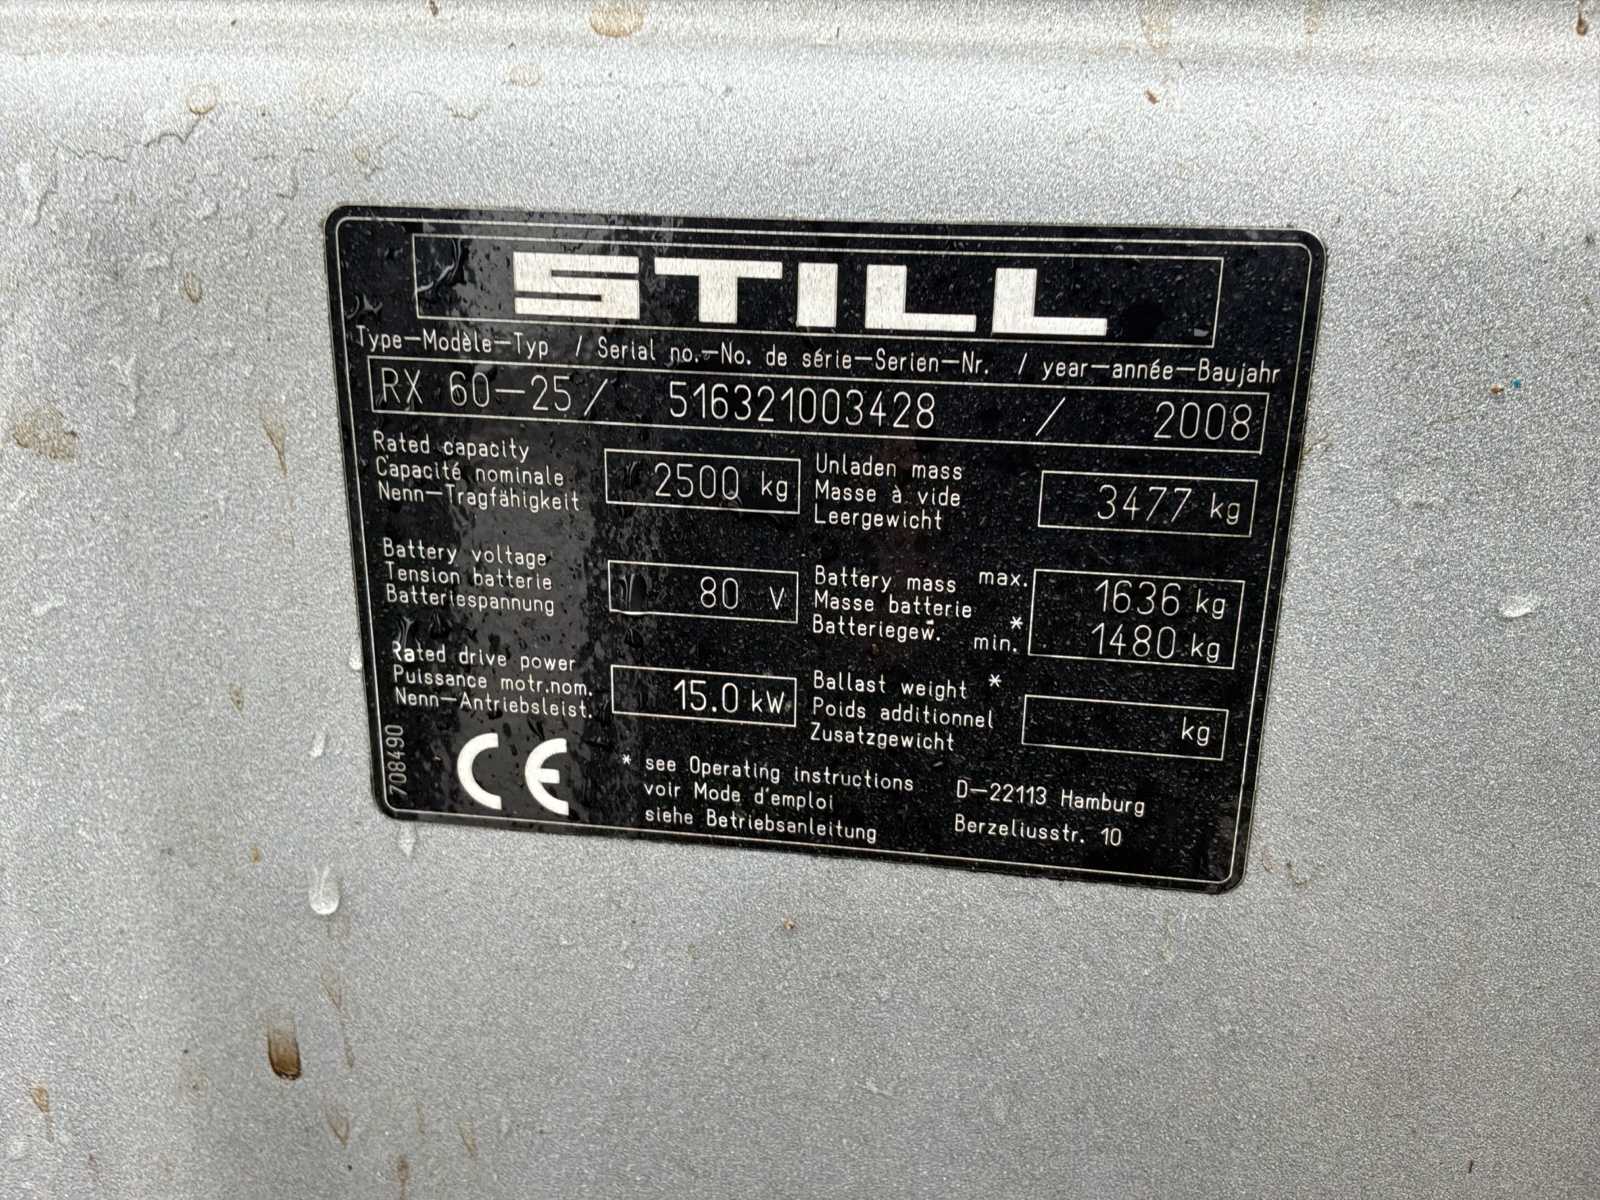 STILL
Type–Modèle–Typ / Serial no.–No. de série–Serien–Nr. / year–année–Baujahr
RX 60–25/ 516321003428 / 2008
Rated capacity
Capacité nominale
Nenn–Tragfähigkeit
2500 kg
Unladen mass
Masse à vide
Leergewicht
3477 kg
Battery voltage
Tension batterie
Batteriespannung
80 V
Battery mass max.
Masse batterie *
Batteriegew. min.
1636 kg
1480 kg
Rated drive power
Puissance motr.nom.
Nenn–Antriebsleist.
15.0 kW
Ballast weight *
Poids additionnel
Zusatzgewicht
kg
708490
CE
* see Operating instructions
voir Mode d'emploi
siehe Betriebsanleitung
D–22113 Hamburg
Berzeliusstr. 10